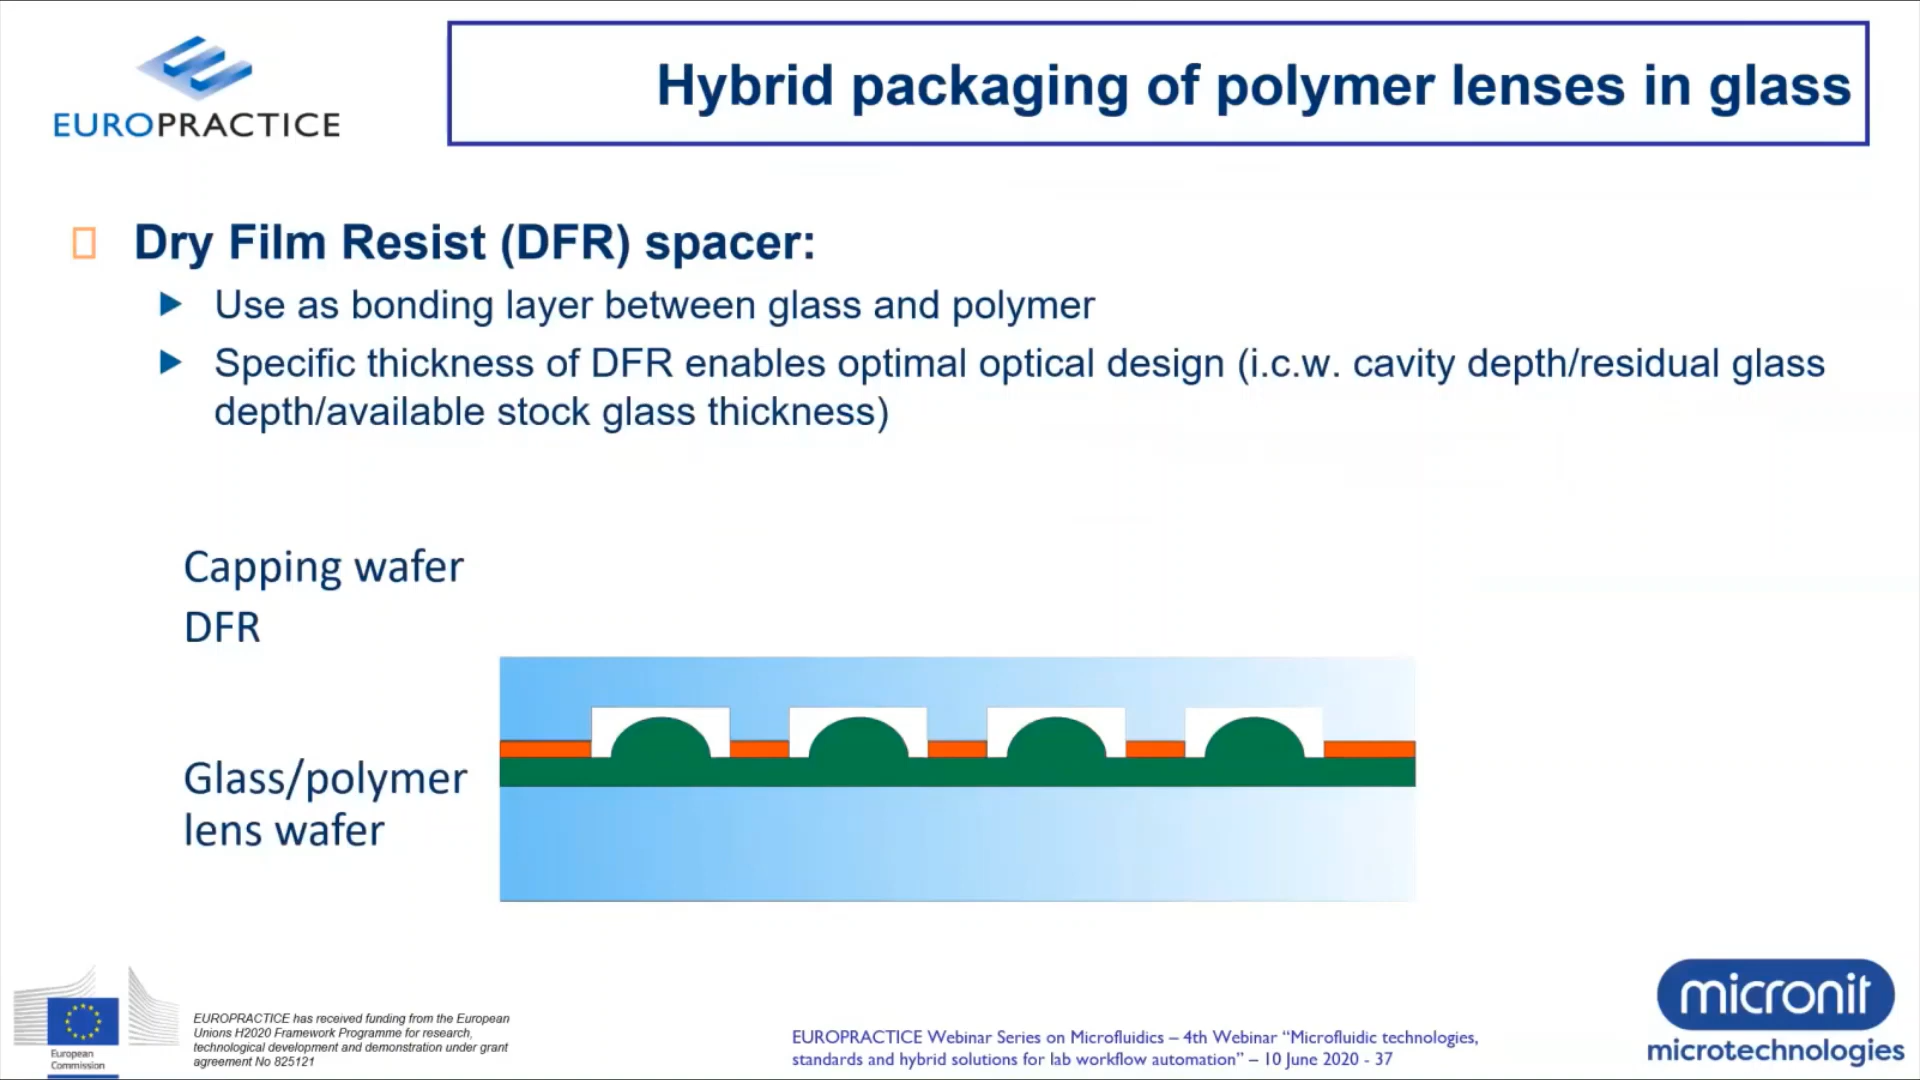 EUROPRACTICE
Hybrid packaging of polymer lenses in glass
Dry Film Resist (DFR) spacer:
Use as bonding layer between glass and polymer
Specific thickness of DFR enables optimal optical design (i.c.w. cavity depth/residual glass
depth/available stock glass thickness)
Capping wafer
DFR
Glass/polymer
lens wafer
European
Commission
EUROPRACTICE has received funding from the European
Unions H2020 Framework Programme for research,
technological development and demonstration under grant
agreement No 825121
EUROPRACTICE Webinar Series on Microfluidics – 4th Webinar “Microfluidic technologies,
standards and hybrid solutions for lab workflow automation” – 10 June 2020 - 37
micronit
microtechnologies